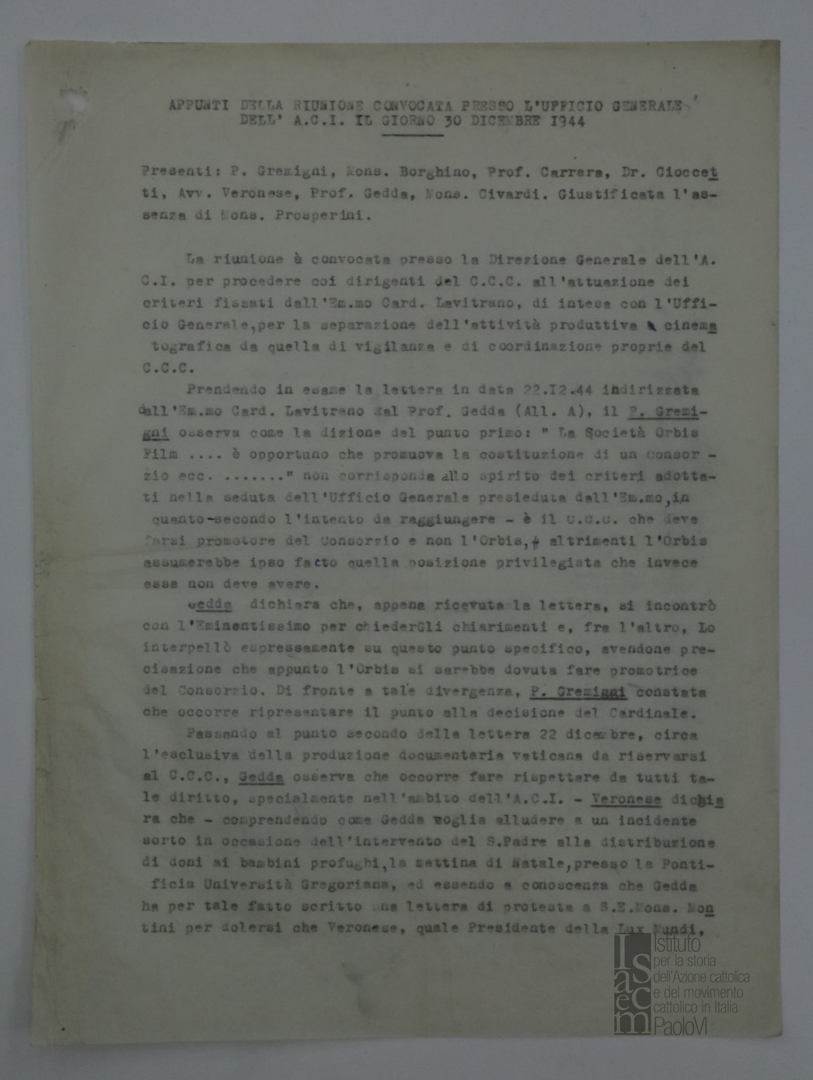 APPUNTI DELLA RIUNIONE CONVOCATA PRESSO L'UFFICIO GENERALE
DELL' A.C.I. IL GIORNO 30 DICEMBRE 1944
Presenti: P. Gremigni, Mons. Borghino, Prof. Carrara, Dr. Cioccet
ti, Avv. Veronese, Prof. Gedda, Mons. Civardi. Giustificata l'as-
senza di Mons. Prosperini.
La riunione è convocata presso la Direzione Generale dell'A.
C.I. per procedere coi dirigenti del C.C.C. all'attuazione dei
criteri fissati dall'Em.mo Card. Lavitrano, di intesa con l'Uffi-
cio Generale,per la separazione dell'attività produttiva cinema
tografica da quella di vigilanza e di coordinazione proprie del
C.C.C.
Prendendo in esame la lettera in data 22.I2.44 indirizzata
dall'Em.mo Card. Lavitrano al Prof. Gedda (All. A), il P. Gremi-
gni osserva come la dizione del punto primo: " La Società Orbis
Film .... è opportuno che promuova la costituzione di un Consor -
zio ecc. ......." non corrisponda allo spirito dei criteri adotta-
ti nella seduta dell'Ufficio Generale presieduta dall'Em.mo,in
quanto-secondo l'intento da raggiungere - è il C.C.C. che deve
farsi promotore del Consorzio e non l'Orbis, altrimenti l'Orbis
assumerebbe ipso facto quella posizione privilegiata che invece
essa non deve avere.
Gedda dichiara che, appena ricevuta la lettera, si incontrò
con l'Eminentissimo per chiederGli chiarimenti e, fra l'altro, Lo
interpellò espressamente su questo punto specifico, avendone pre-
cisazione che appunto l'Orbis si sarebbe dovuta fare promotrice
del Consorzio. Di fronte a tale divergenza, P. Gremigni constata
che occorre ripresentare il punto alla decisione del Cardinale.
Passando al punto secondo della lettera 22 dicembre, circa
l'esclusiva della produzione documentaria vaticana da riservarsi
al C.C.C., Gedda osserva che occorre fare rispettare da tutti ta-
le diritto, specialmente nell'ambito dell'A.C.I. - Veronese dichia
ra che - comprendendo come Gedda voglia alludere a un incidente
sorto in occasione dell'intervento del S.Padre alla distribuzione
di doni ai bambini profughi,la mattina di Natale,presso la Ponti-
ficia Università Gregoriana, ed essendo a conoscenza che Gedda
ha per tale fatto scritto una lettera di protesta a S.E.Mons. Mon
tini per dolersi che Veronese, quale Presidente della Lux Mundi,
Isacem
Istituto
per la storia
dell'Azione cattolica
e del movimento
cattolico in Italia
PaoloVI